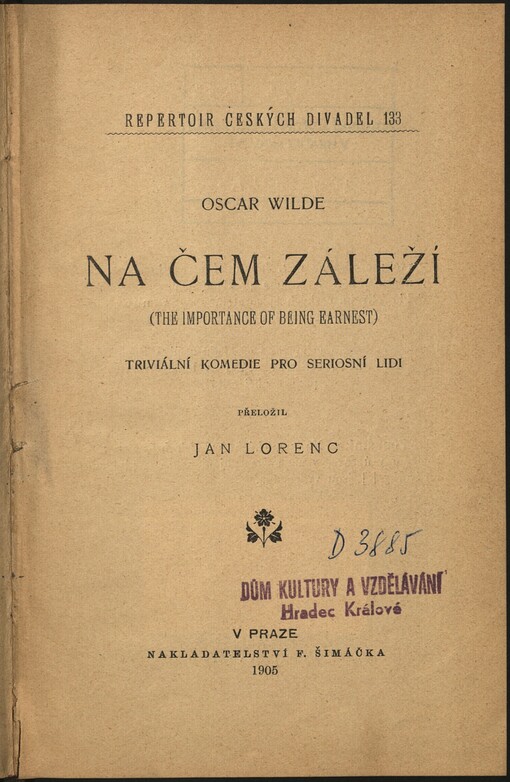 REPERTOIR ČESKÝCH DIVADEL 133
OSCAR WILDE
NA ČEM ZÁLEŽÍ
(THE IMPORTANCE OF BEING EARNEST)
TRIVIÁLNÍ KOMEDIE PRO SERIOSNÍ LIDI
PŘELOŽIL
JAN LORENC
D 3885
DŮM KULTURY A VZDĚLÁVÁNÍ
Hradec Králové
V PRAZE
NAKLADATELSTVÍ F. ŠIMÁČKA
1905